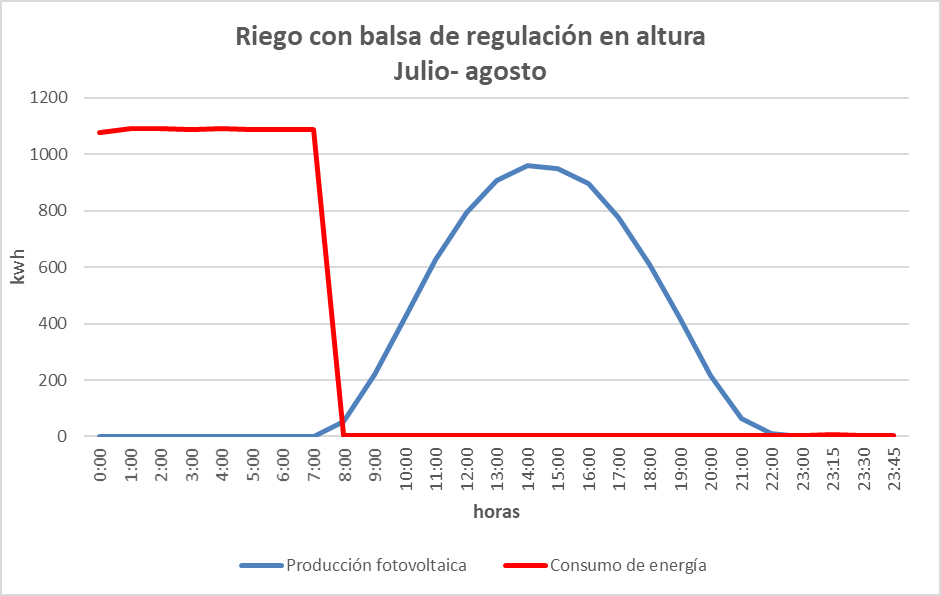 Riego con balsa de regulación en altura
Julio- agosto
1200
1000
800
600
400
200
0
kwh
0:00 1:00 2:00 3:00 4:00 5:00 6:00 7:00 8:00 9:00 10:00 11:00 12:00 13:00 14:00 15:00 16:00 17:00 18:00 19:00 20:00 21:00 22:00 23:00 23:15 23:30 23:45
horas
Producción fotovoltaica Consumo de energía